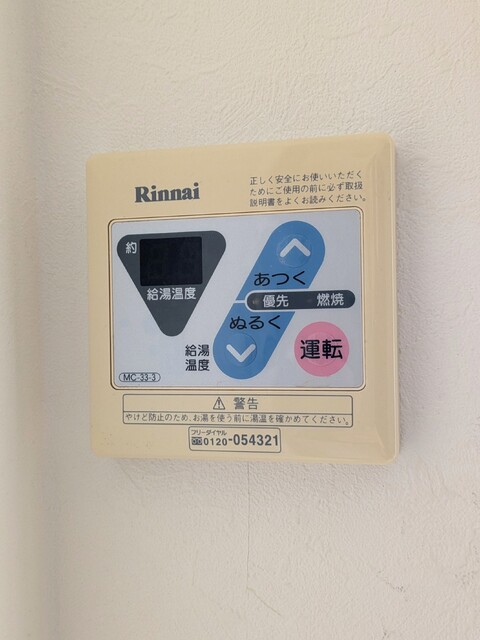 Rinnai
正しく安全にお使いいただく
ためにご使用の前に必ず取扱
説明書をよくお読みください。
約
給湯温度
あつく
優先 燃焼
ぬるく
給湯
温度
運転
MC-33-3
警告
やけど防止のため、お湯を使う前に湯温を確かめてください。
フリーダイヤル
0120-054321